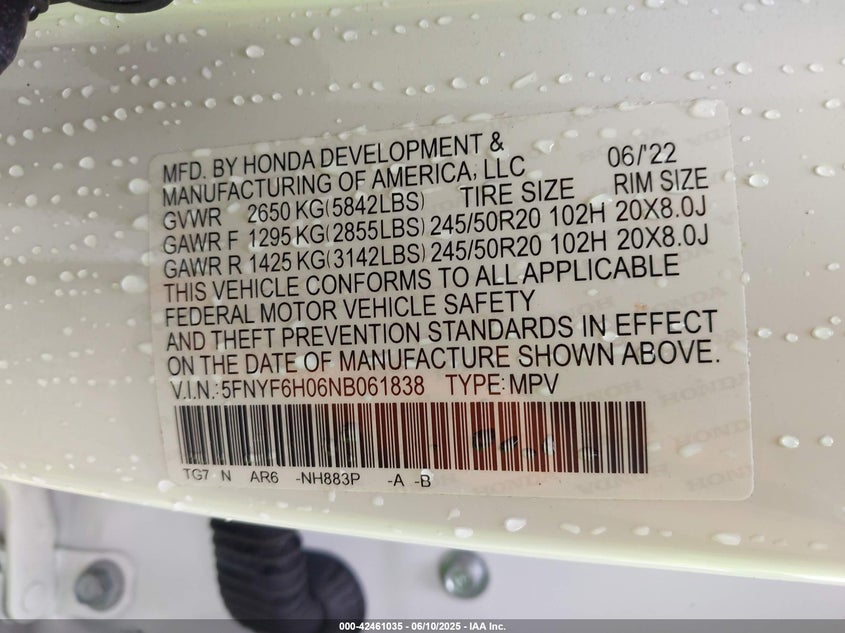 MFD. BY HONDA DEVELOPMENT & 06/'22
MANUFACTURING OF AMERICA, LLC
GVWR 2650 KG(5842LBS) TIRE SIZE RIM SIZE
GAWR F 1295 KG(2855LBS) 245/50R20 102H 20X8.0J
GAWR R 1425 KG(3142LBS) 245/50R20 102H 20X8.0J
THIS VEHICLE CONFORMS TO ALL APPLICABLE
FEDERAL MOTOR VEHICLE SAFETY
AND THEFT PREVENTION STANDARDS IN EFFECT
ON THE DATE OF MANUFACTURE SHOWN ABOVE.
V.I.N.: 5FNYF6H06NB061838 TYPE: MPV
TG7 N AR6 -NH883P -A -B
000-42461035 - 06/10/2025 - IAA Inc.